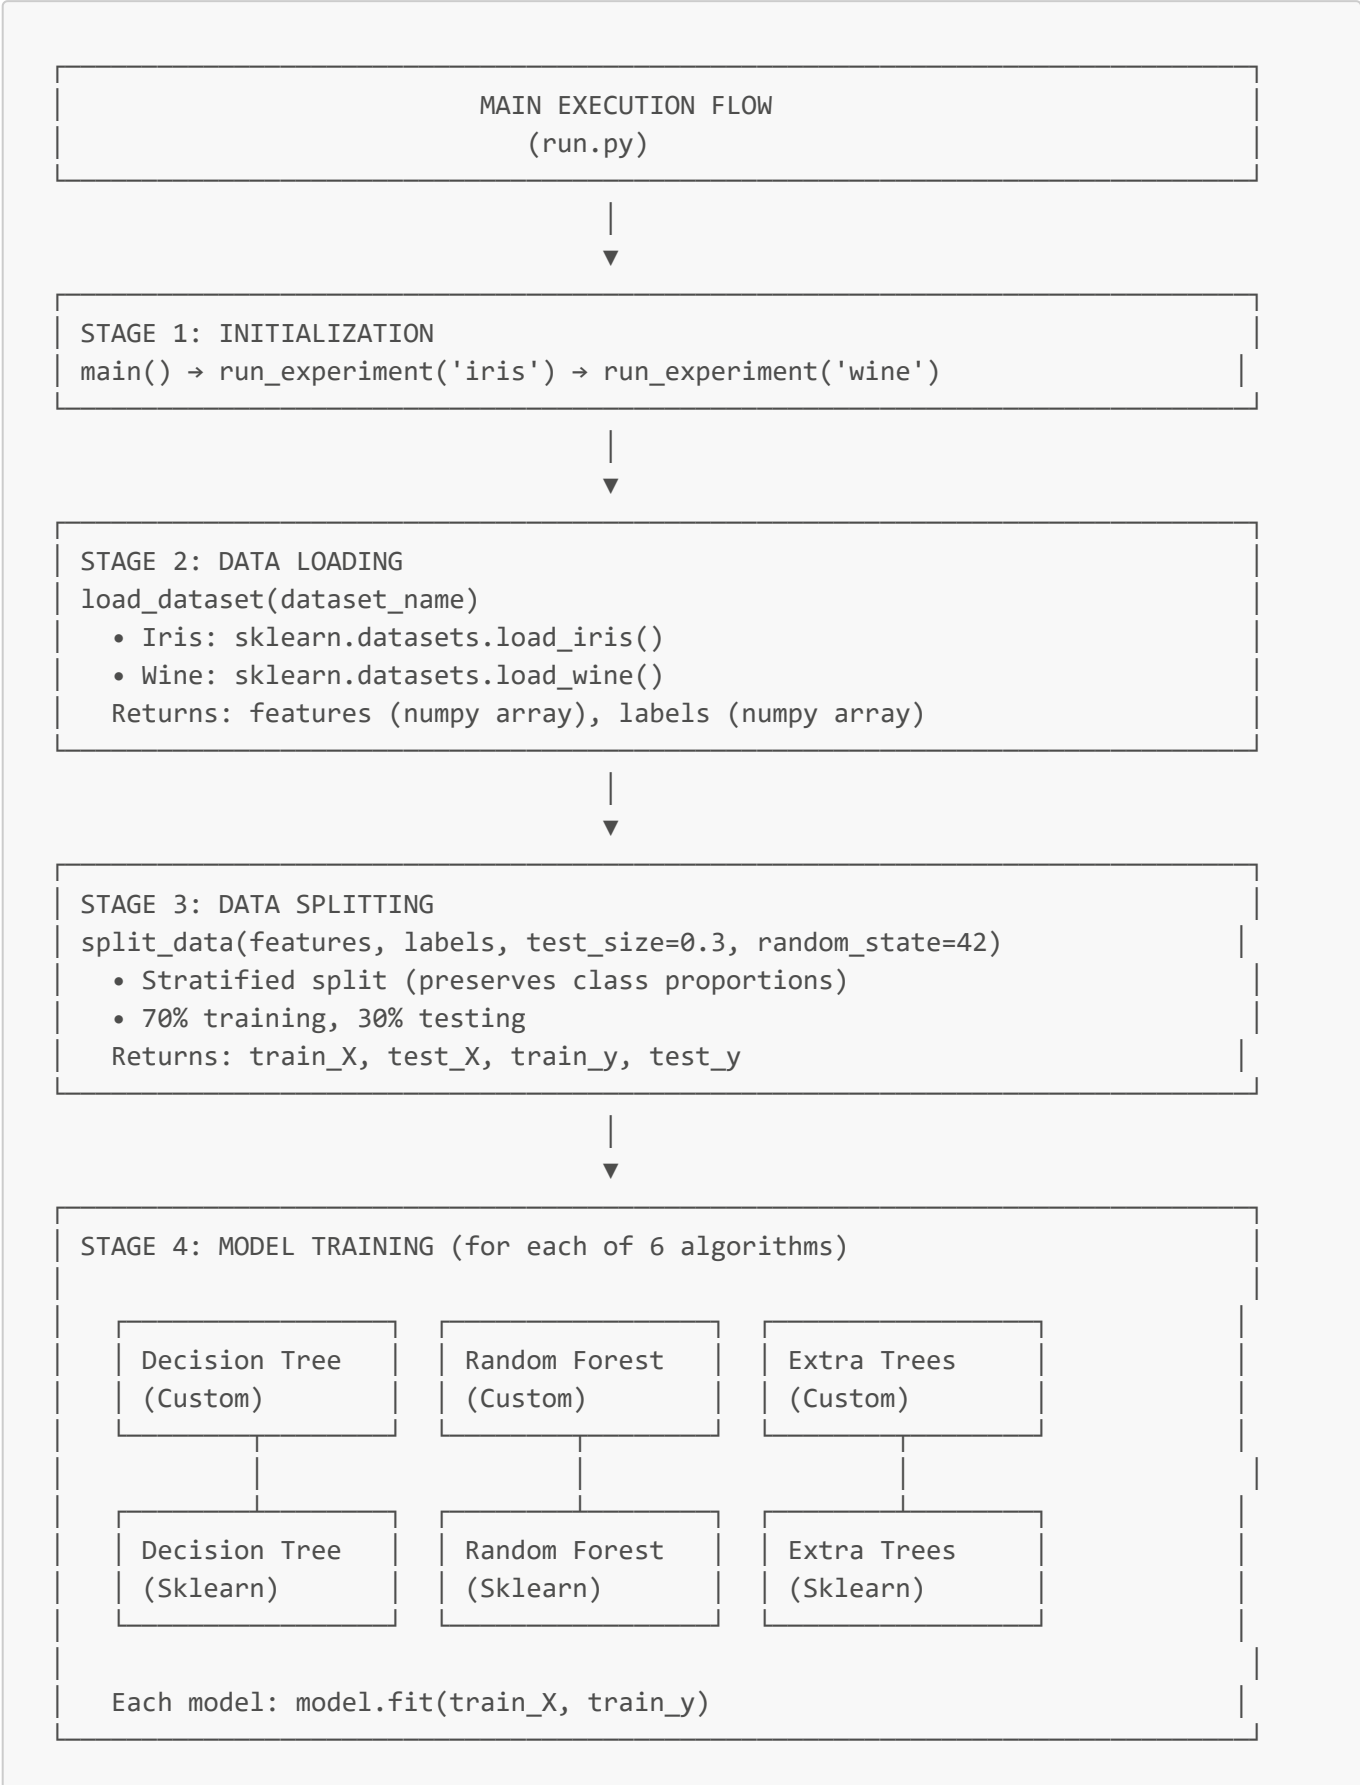 MAIN EXECUTION FLOW
(run.py)
▼
STAGE 1: INITIALIZATION
main() → run_experiment('iris') → run_experiment('wine')
▼
STAGE 2: DATA LOADING
load_dataset(dataset_name)
• Iris: sklearn.datasets.load_iris()
• Wine: sklearn.datasets.load_wine()
Returns: features (numpy array), labels (numpy array)
▼
STAGE 3: DATA SPLITTING
split_data(features, labels, test_size=0.3, random_state=42)
• Stratified split (preserves class proportions)
• 70% training, 30% testing
Returns: train_X, test_X, train_y, test_y
▼
STAGE 4: MODEL TRAINING (for each of 6 algorithms)
Decision Tree Random Forest Extra Trees
(Custom) (Custom) (Custom)
Decision Tree Random Forest Extra Trees
(Sklearn) (Sklearn) (Sklearn)
Each model: model.fit(train_X, train_y)